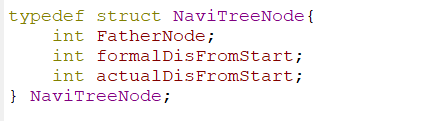 typedef struct NaviTreeNode{
    int FatherNode;
    int formalDisFromStart;
    int actualDisFromStart;
} NaviTreeNode;